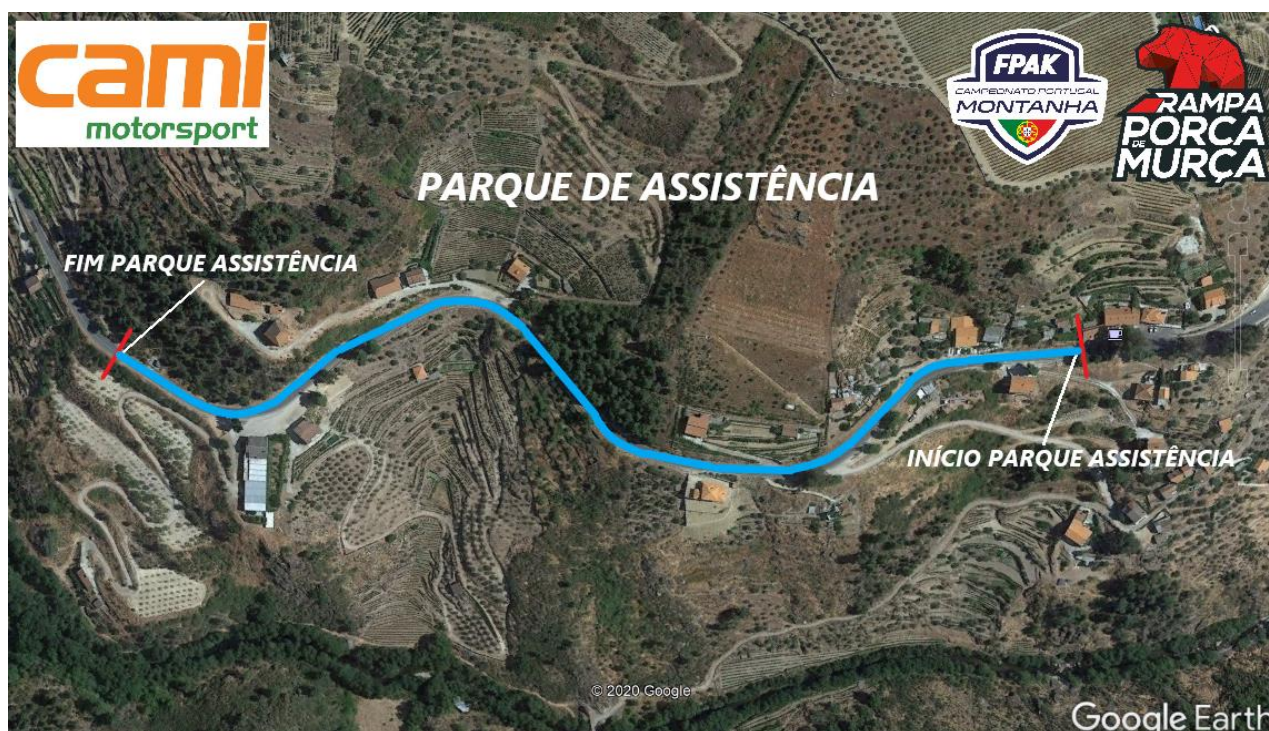 cami
motorsport
FPAK
CAMPEONATO PORTUGAL
MONTANHA
RAMPA
PORCA
DE
MURÇA
PARQUE DE ASSISTÊNCIA
FIM PARQUE ASSISTÊNCIA
INÍCIO PARQUE ASSISTÊNCIA
© 2020 Google
Google Earth